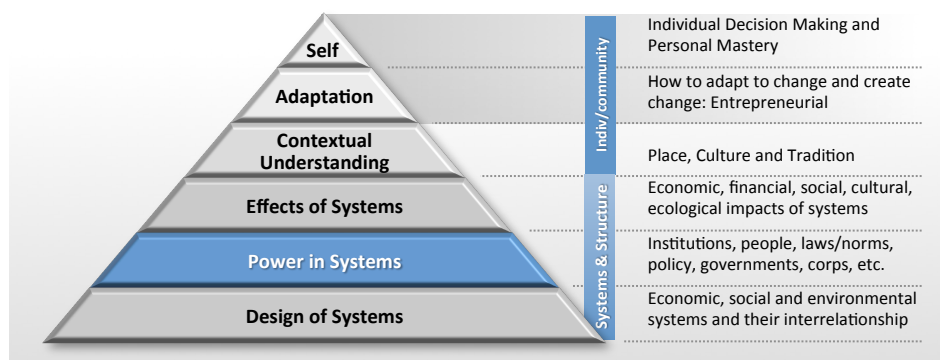 Self
Adaptation
Contextual
Understanding
Effects of Systems
Power in Systems
Design of Systems
Indiv/community
Systems & Structure
Individual Decision Making and
Personal Mastery
How to adapt to change and create
change: Entrepreneurial
Place, Culture and Tradition
Economic, financial, social, cultural,
ecological impacts of systems
Institutions, people, laws/norms,
policy, governments, corps, etc.
Economic, social and environmental
systems and their interrelationship